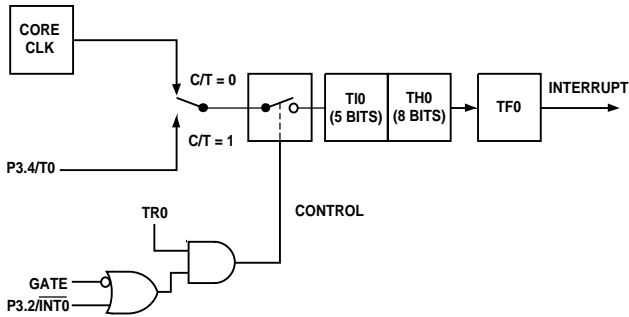 CORE
CLK
C/T = 0
C/T = 1
P3.4/T0
TI0
(5 BITS)
TH0
(8 BITS)
TF0
INTERRUPT
TR0
CONTROL
GATE
P3.2/INT0